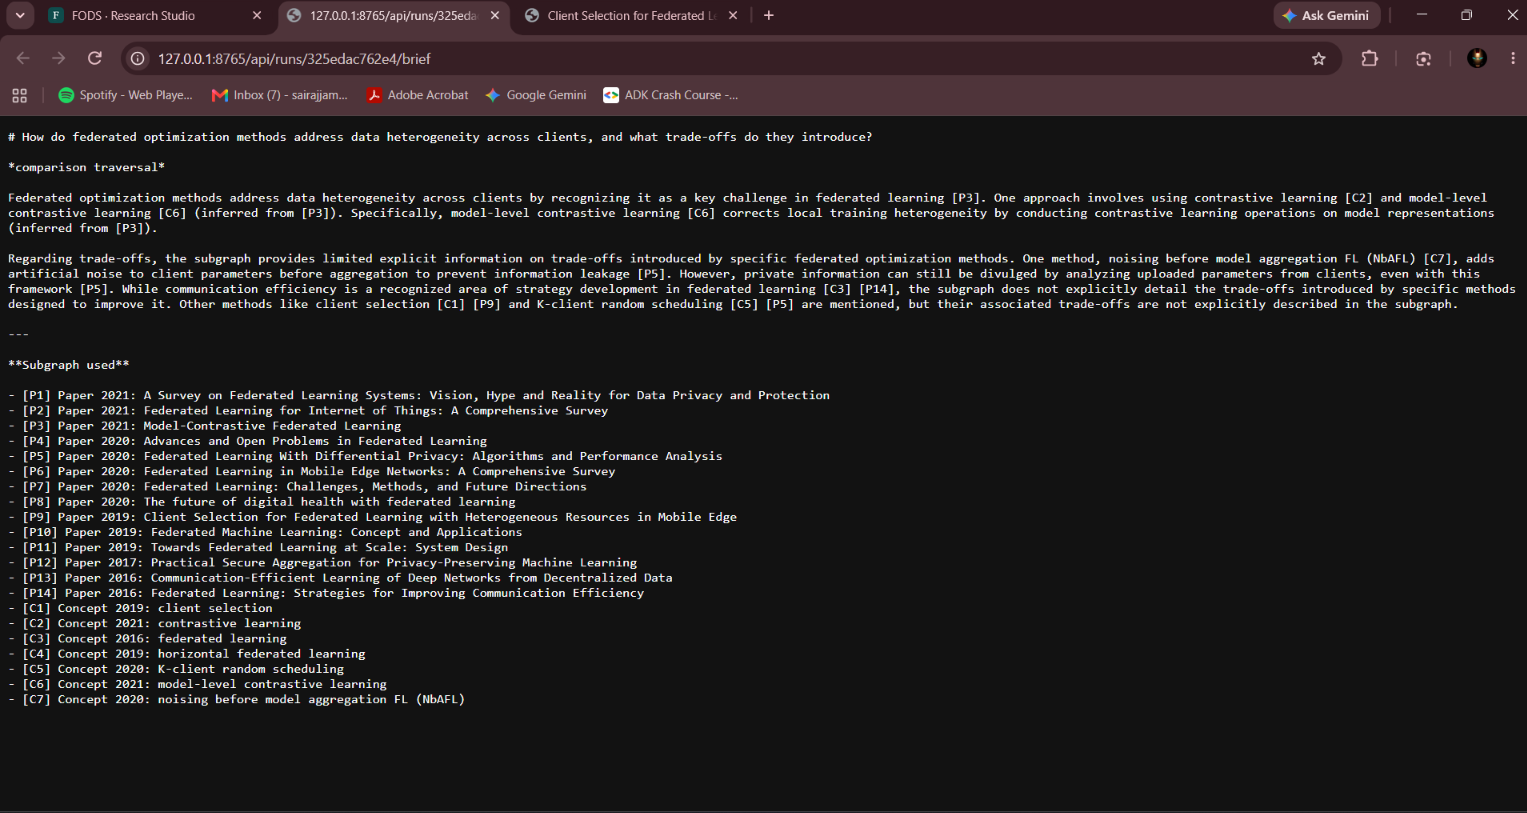 FODS · Research Studio
127.0.0.1:8765/api/runs/325eda
Client Selection for Federated L
Ask Gemini
127.0.0.1:8765/api/runs/325edac762e4/brief
Spotify - Web Playe...
Inbox (7) - sairajjam...
Adobe Acrobat
Google Gemini
ADK Crash Course -...
# How do federated optimization methods address data heterogeneity across clients, and what trade-offs do they introduce?
*comparison traversal*
Federated optimization methods address data heterogeneity across clients by recognizing it as a key challenge in federated learning [P3]. One approach involves using contrastive learning [C2] and model-level
contrastive learning [C6] (inferred from [P3]). Specifically, model-level contrastive learning [C6] corrects local training heterogeneity by conducting contrastive learning operations on model representations
(inferred from [P3]).
Regarding trade-offs, the subgraph provides limited explicit information on trade-offs introduced by specific federated optimization methods. One method, noising before model aggregation FL (NbAFL) [C7], adds
artificial noise to client parameters before aggregation to prevent information leakage [P5]. However, private information can still be divulged by analyzing uploaded parameters from clients, even with this
framework [P5]. While communication efficiency is a recognized area of strategy development in federated learning [C3] [P14], the subgraph does not explicitly detail the trade-offs introduced by specific methods
designed to improve it. Other methods like client selection [C1] [P9] and K-client random scheduling [C5] [P5] are mentioned, but their associated trade-offs are not explicitly described in the subgraph.
---
**Subgraph used**
- [P1] Paper 2021: A Survey on Federated Learning Systems: Vision, Hype and Reality for Data Privacy and Protection
- [P2] Paper 2021: Federated Learning for Internet of Things: A Comprehensive Survey
- [P3] Paper 2021: Model-Contrastive Federated Learning
- [P4] Paper 2020: Advances and Open Problems in Federated Learning
- [P5] Paper 2020: Federated Learning With Differential Privacy: Algorithms and Performance Analysis
- [P6] Paper 2020: Federated Learning in Mobile Edge Networks: A Comprehensive Survey
- [P7] Paper 2020: Federated Learning: Challenges, Methods, and Future Directions
- [P8] Paper 2020: The future of digital health with federated learning
- [P9] Paper 2019: Client Selection for Federated Learning with Heterogeneous Resources in Mobile Edge
- [P10] Paper 2019: Federated Machine Learning: Concept and Applications
- [P11] Paper 2019: Towards Federated Learning at Scale: System Design
- [P12] Paper 2017: Practical Secure Aggregation for Privacy-Preserving Machine Learning
- [P13] Paper 2016: Communication-Efficient Learning of Deep Networks from Decentralized Data
- [P14] Paper 2016: Federated Learning: Strategies for Improving Communication Efficiency
- [C1] Concept 2019: client selection
- [C2] Concept 2021: contrastive learning
- [C3] Concept 2016: federated learning
- [C4] Concept 2019: horizontal federated learning
- [C5] Concept 2020: K-client random scheduling
- [C6] Concept 2021: model-level contrastive learning
- [C7] Concept 2020: noising before model aggregation FL (NbAFL)